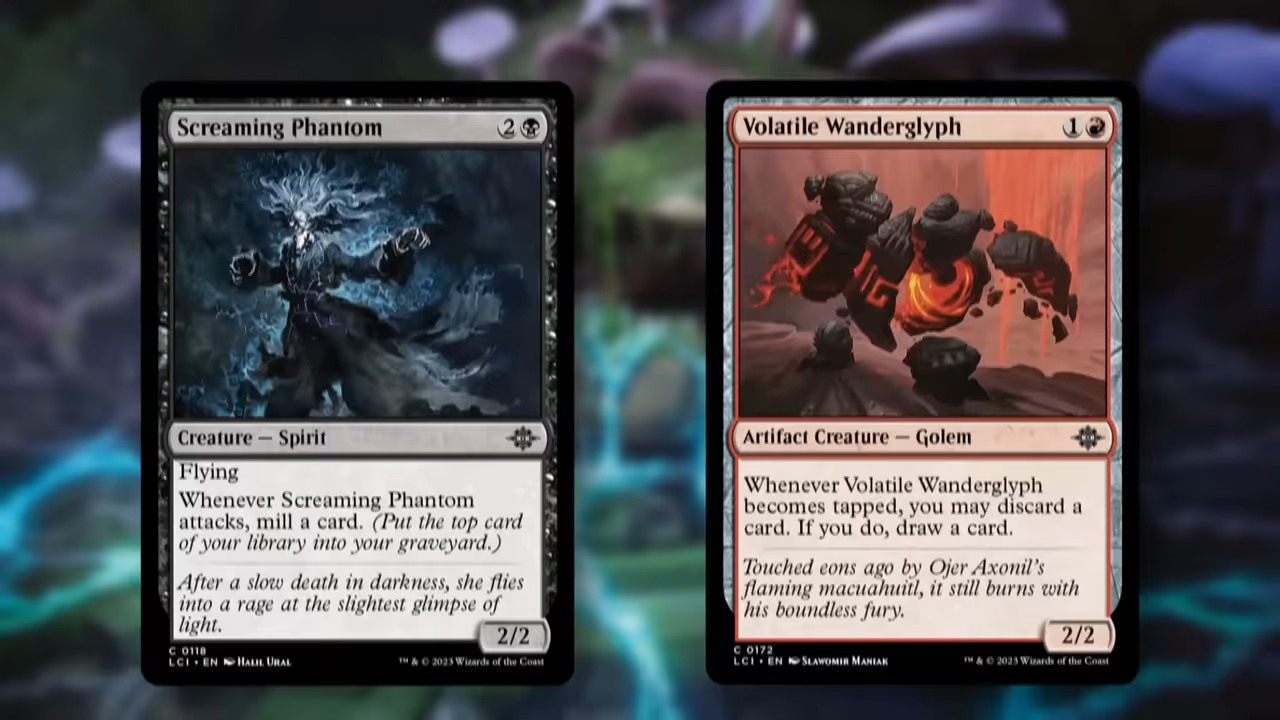 Screaming Phantom 2
Creature — Spirit
Flying
Whenever Screaming Phantom
attacks, mill a card. (Put the top card
of your library into your graveyard.)
After a slow death in darkness, she flies
into a rage at the slightest glimpse of
light.
2/2
C 0118
LCI • EN HALIL URAL
™ & © 2023 Wizards of the Coast
Volatile Wanderglyph 1
Artifact Creature — Golem
Whenever Volatile Wanderglyph
becomes tapped, you may discard a
card. If you do, draw a card.
Touched eons ago by Ojer Axonil's
flaming macuahuitl, it still burns with
his boundless fury.
2/2
C 0172
LCI • EN SLAWOMIR MANIAK
™ & © 2023 Wizards of the Coast